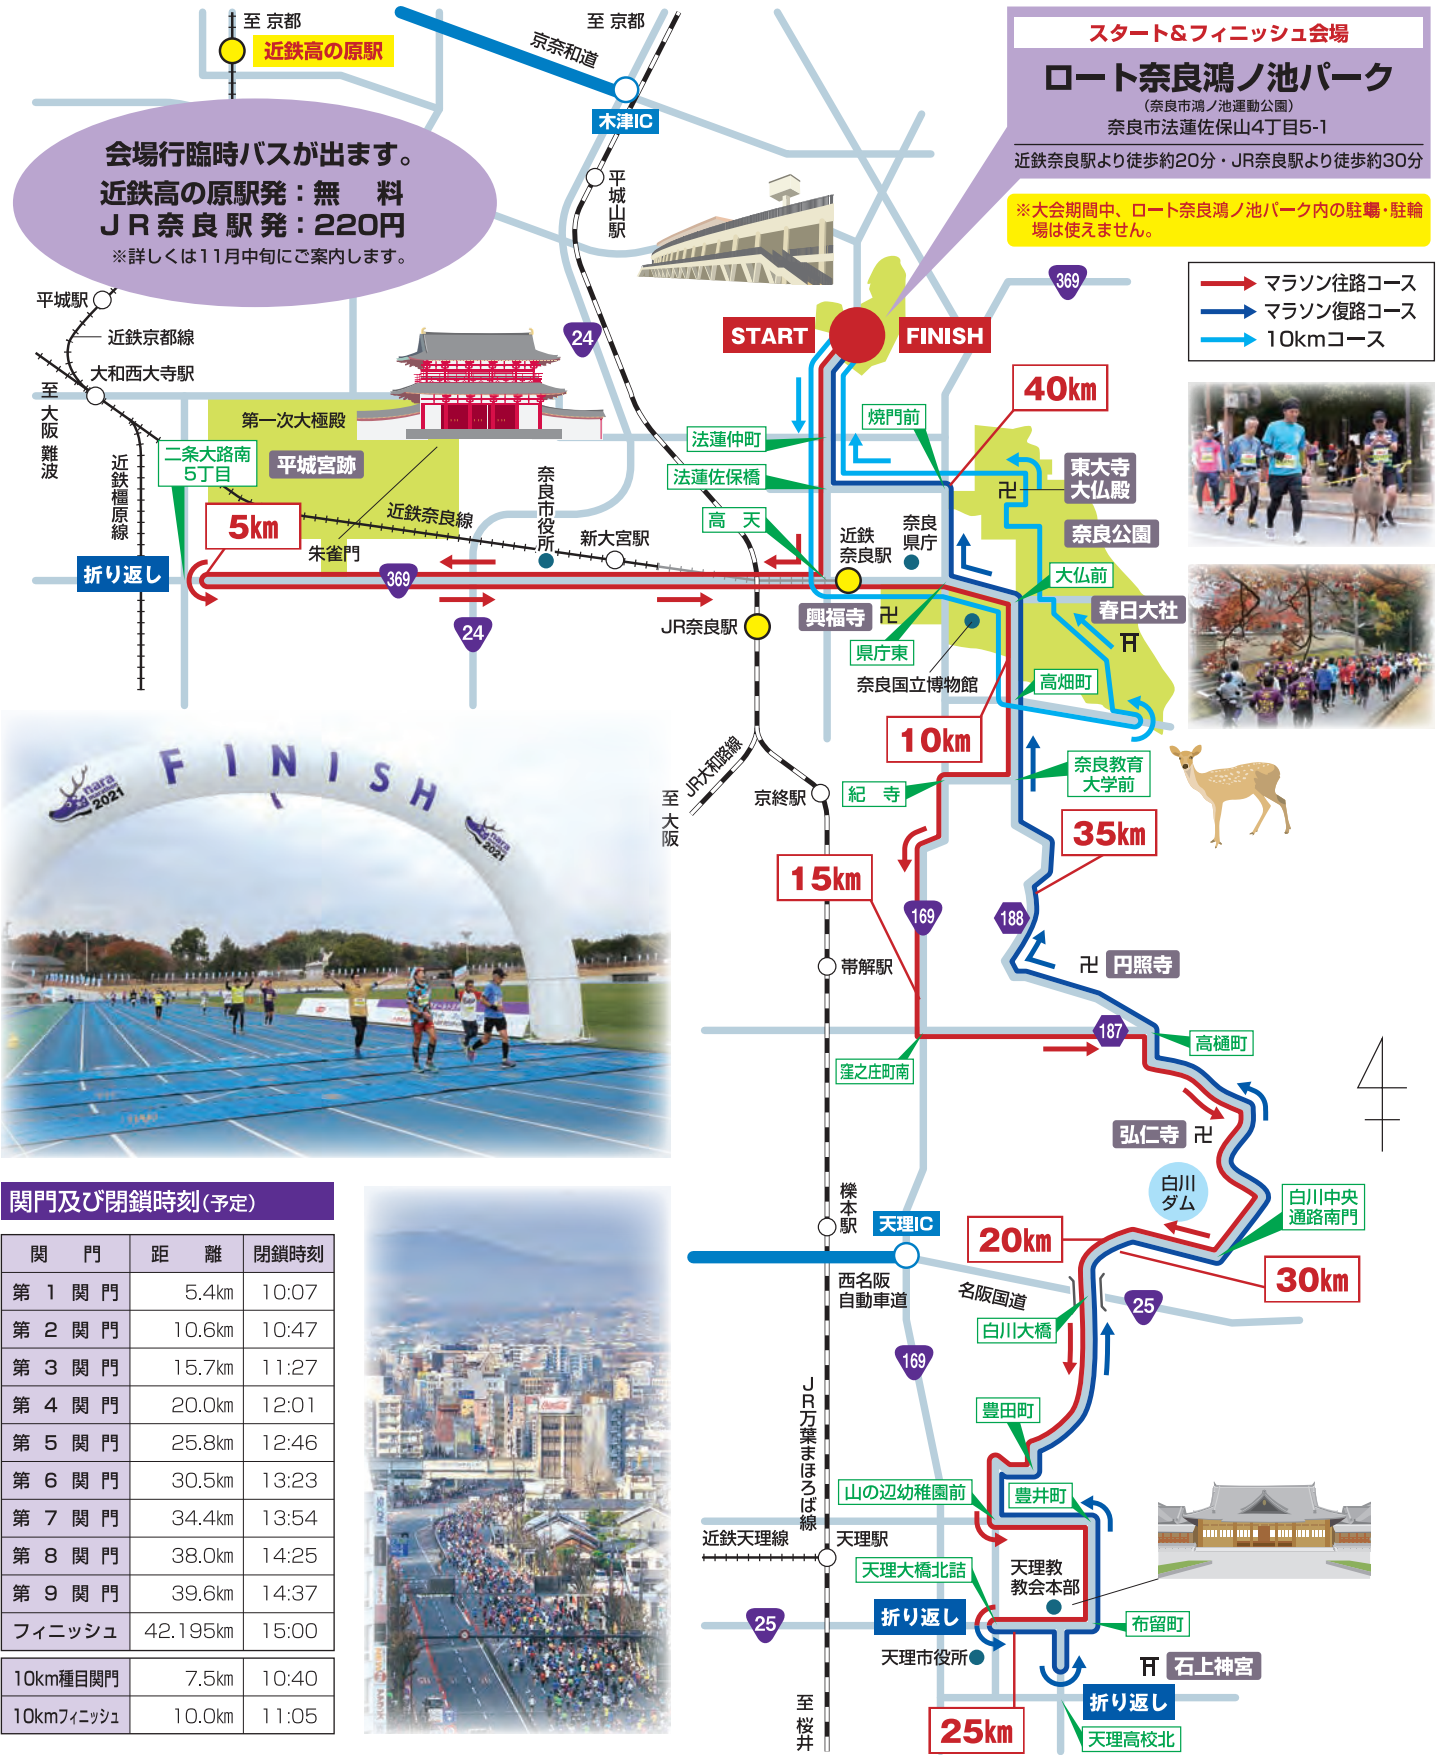 至 京都
近鉄高の原駅
京奈和道
至 京都
木津IC
スタート&フィニッシュ会場
ロート奈良鴻ノ池パーク
(奈良市鴻ノ池運動公園)
奈良市法蓮佐保山4丁目5-1
近鉄奈良駅より徒歩約20分・JR奈良駅より徒歩約30分
※大会期間中、ロート奈良鴻ノ池パーク内の駐車場・駐輪
場は使えません。
会場行臨時バスが出ます。
近鉄高の原駅発：無 料
JR奈良駅発：220円
※詳しくは11月中旬にご案内します。
平城山駅
369
マラソン往路コース
マラソン復路コース
10kmコース
平城駅
近鉄京都線
大和西大寺駅
至 大阪 難波
24
START
FINISH
40km
焼門前
法蓮仲町
法蓮佐保橋
高 天
第一次大極殿
平城宮跡
二条大路南
5丁目
近鉄橿原線
5km
近鉄奈良線
朱雀門
奈良市役所
新大宮駅
近鉄
奈良駅
奈良
県庁
東大寺
大仏殿
奈良公園
大仏前
春日大社
折り返し
369
24
JR奈良駅
興福寺
県庁東
奈良国立博物館
高畑町
10km
奈良教育
大学前
紀 寺
JR大和路線
至 大阪
京終駅
35km
15km
169
188
帯解駅
円照寺
187
高樋町
窪之庄町南
弘仁寺
白川
ダム
白川中央
通路南門
櫟本駅
天理IC
20km
30km
西名阪
自動車道
名阪国道
25
白川大橋
169
JR万葉まほろば線
豊田町
山の辺幼稚園前
豊井町
近鉄天理線
天理駅
天理大橋北詰
天理教
教会本部
25
折り返し
布留町
天理市役所
石上神宮
折り返し
25km
天理高校北
至 桜井
FINISH
nara
2021
nara
2021
関門及び閉鎖時刻(予定)
関 門 距 離 閉鎖時刻
第1関門 5.4km 10:07
第2関門 10.6km 10:47
第3関門 15.7km 11:27
第4関門 20.0km 12:01
第5関門 25.8km 12:46
第6関門 30.5km 13:23
第7関門 34.4km 13:54
第8関門 38.0km 14:25
第9関門 39.6km 14:37
フィニッシュ 42.195km 15:00
10km種目関門 7.5km 10:40
10kmフィニッシュ 10.0km 11:05